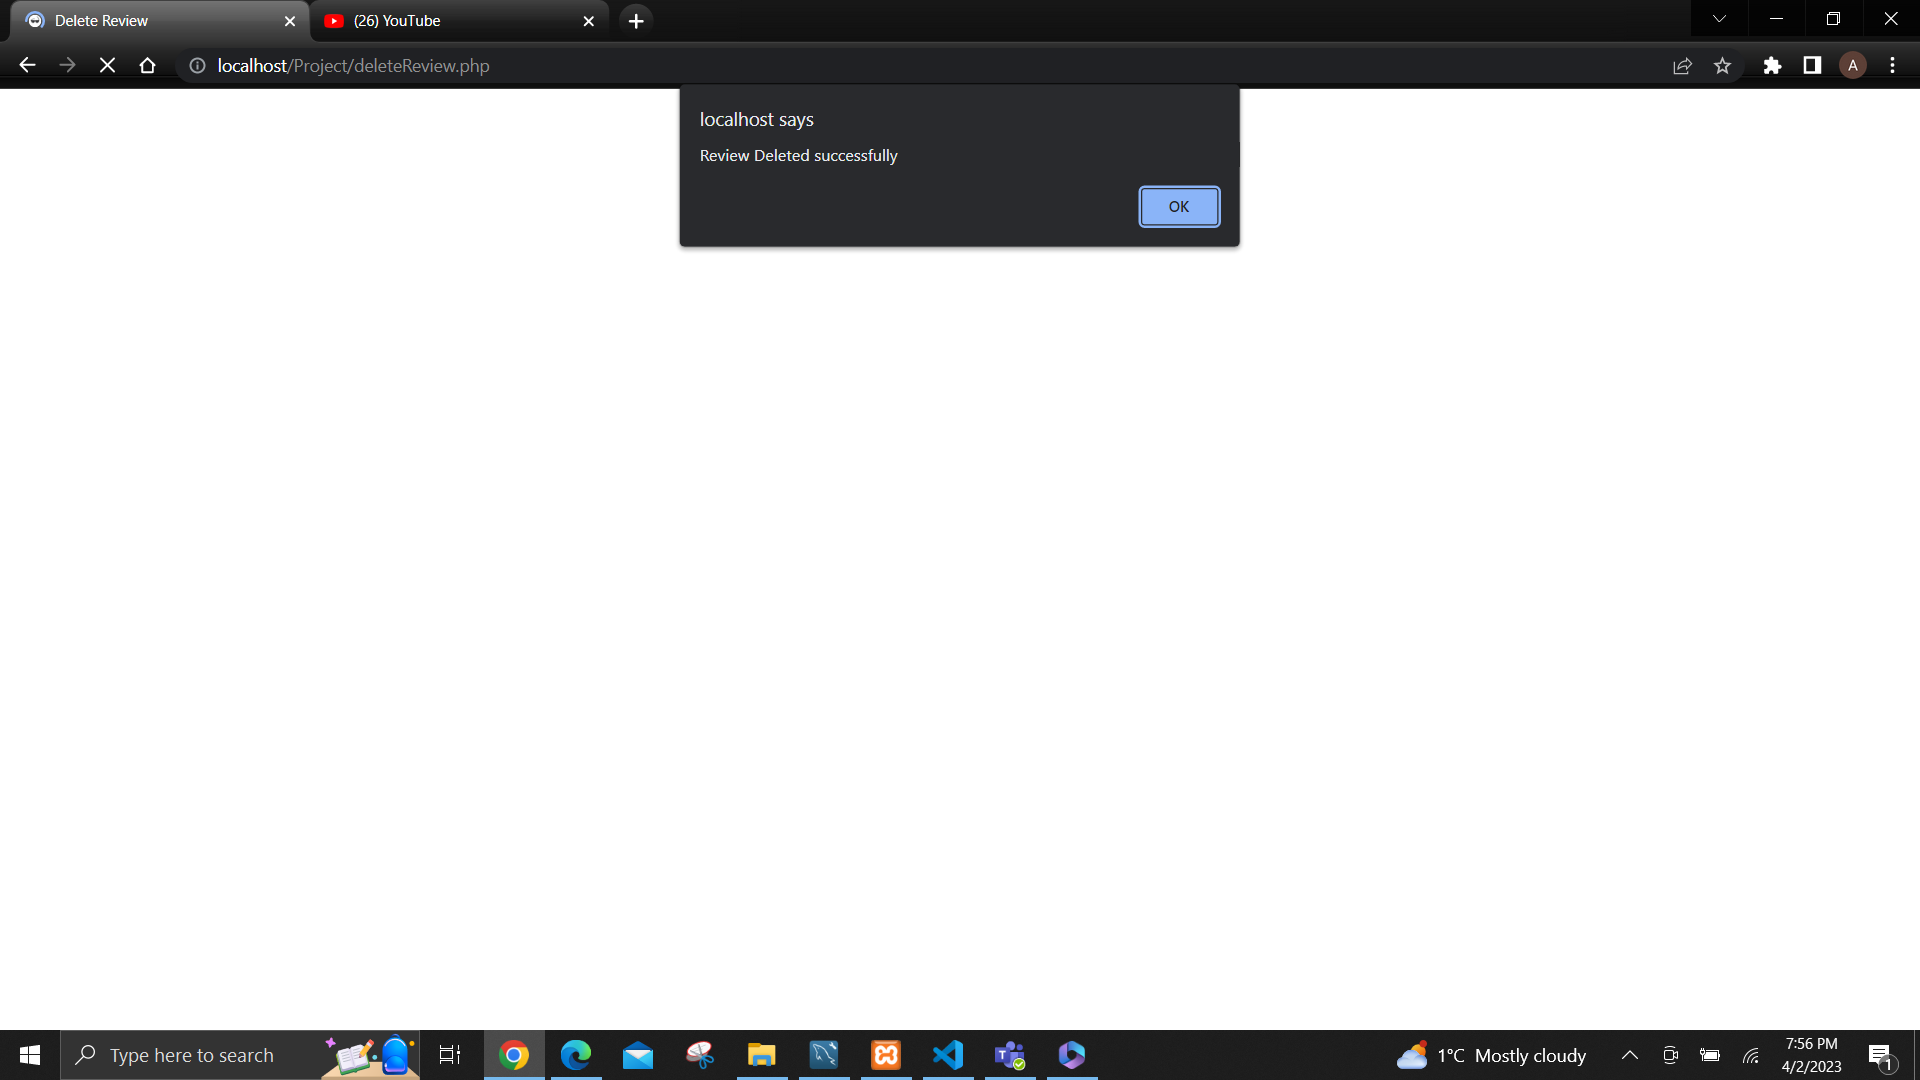 Delete Review
(26) YouTube
localhost/Project/deleteReview.php
A
localhost says
Review Deleted successfully
OK
Type here to search
1°C Mostly cloudy
7:56 PM
4/2/2023
1